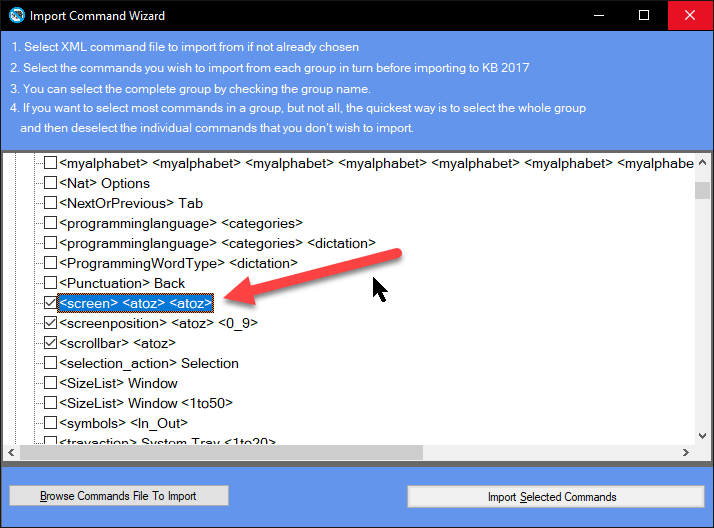 Import Command Wizard
1. Select XML command file to import from if not already chosen
2. Select the commands you wish to import from each group in turn before importing to KB 2017
3. You can select the complete group by checking the group name.
4. If you want to select most commands in a group, but not all, the quickest way is to select the whole group
and then deselect the individual commands that you don't wish to import.
<myalphabet> <myalphabet> <myalphabet> <myalphabet> <myalphabet> <myalphabet> <myalphabe
<Nat> Options
<NextOrPrevious> Tab
<programminglanguage> <categories>
<programminglanguage> <categories> <dictation>
<ProgrammingWordType> <dictation>
<Punctuation> Back
<screen> <atoz> <atoz>
<screenposition> <atoz> <0_9>
<scrollbar> <atoz>
<selection_action> Selection
<SizeList> Window
<SizeList> Window <1to50>
<symbols> <In_Out>
<trayaction> System Tray <1to20>
Browse Commands File To Import
Import Selected Commands